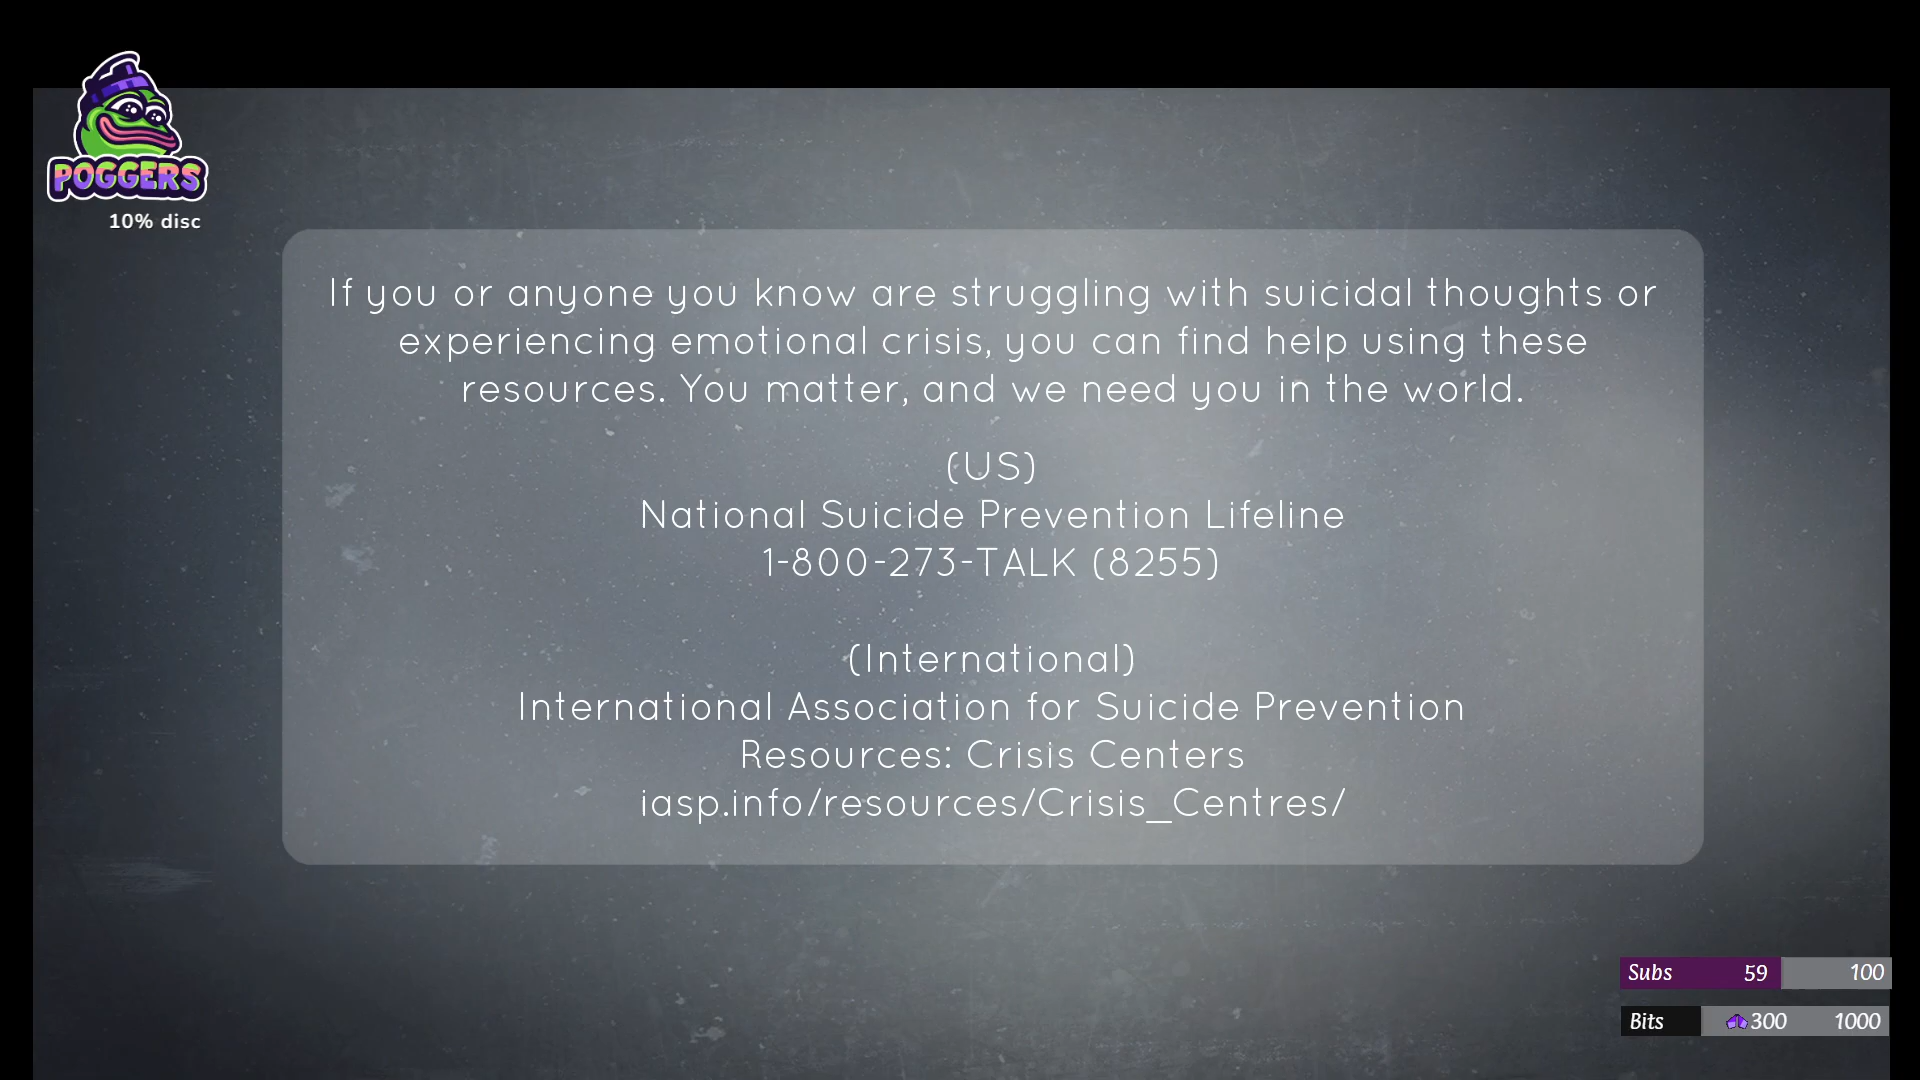 POGGERS
10% disc
If you or anyone you know are struggling with suicidal thoughts or
experiencing emotional crisis, you can find help using these
resources. You matter, and we need you in the world.
(US)
National Suicide Prevention Lifeline
1-800-273-TALK (8255)
(International)
International Association for Suicide Prevention
Resources: Crisis Centers
iasp.info/resources/Crisis_Centres/
Subs 59 100
Bits 300 1000